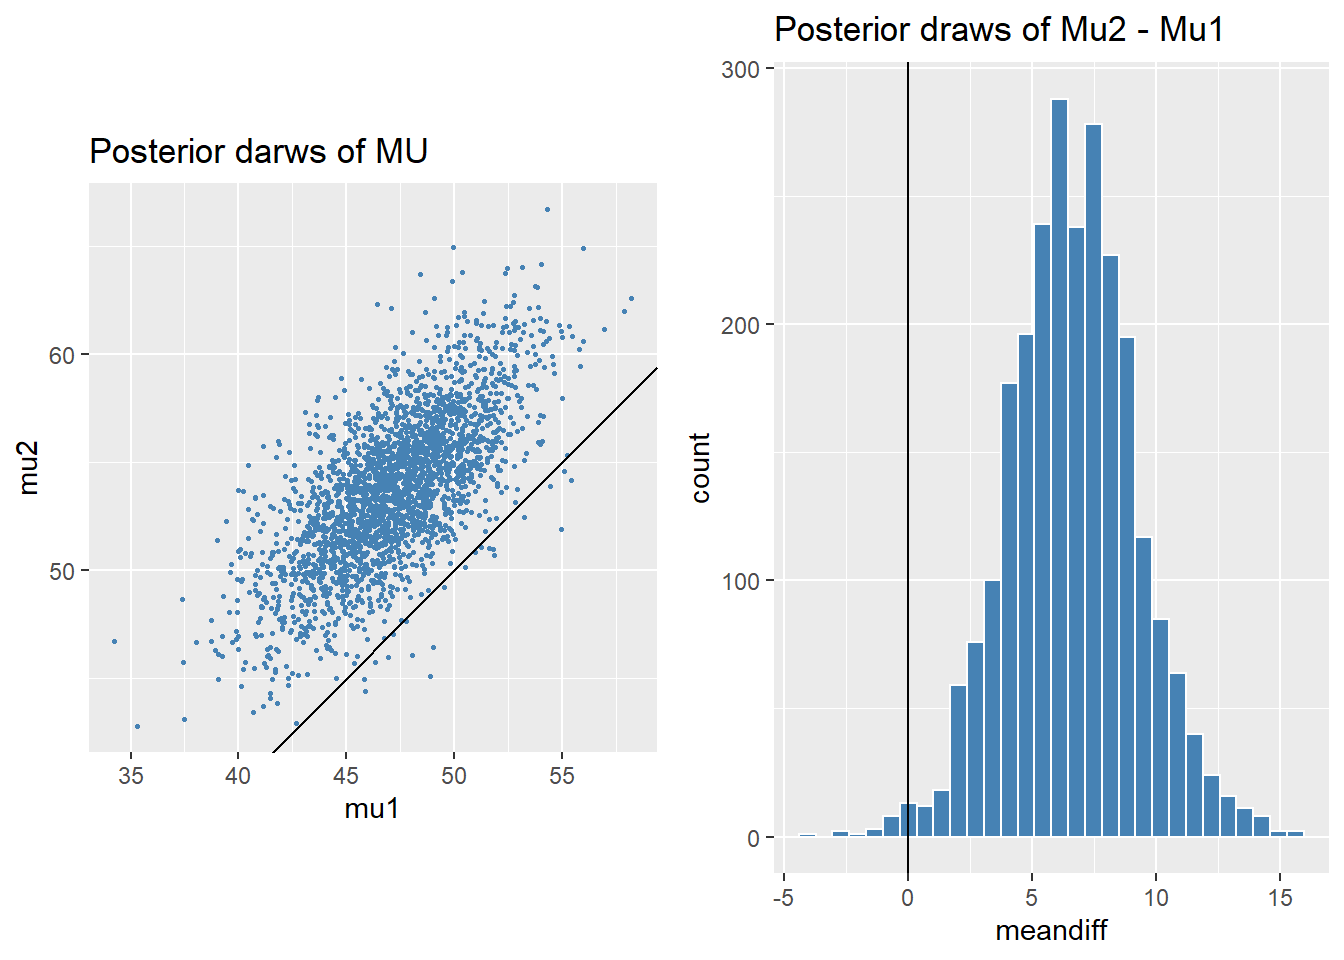 Posterior darws of MU
mu2
60
50
35 40 45 50 55
mu1
Posterior draws of Mu2 - Mu1
count
300
200
100
0
-5 0 5 10 15
meandiff